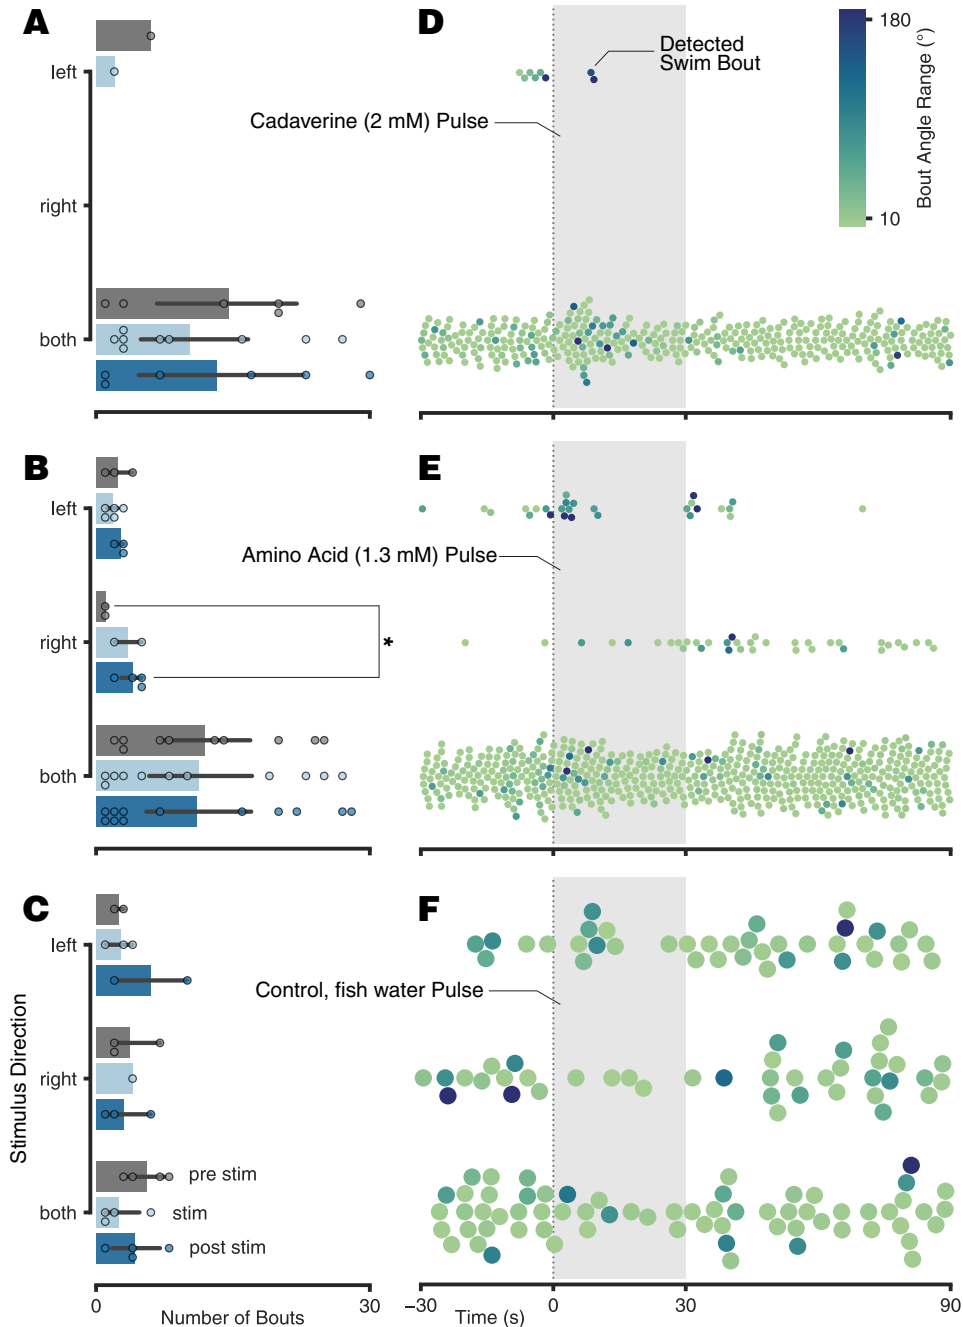 A
D
180
Detected
Swim Bout
Bout Angle Range (°)
left
Cadaverine (2 mM) Pulse
right
10
both
B
E
left
Amino Acid (1.3 mM) Pulse
right
*
both
C
F
left
Control, fish water Pulse
Stimulus Direction
right
pre stim
both
stim
post stim
0
30
Number of Bouts
−30
Time (s)
0
30
90